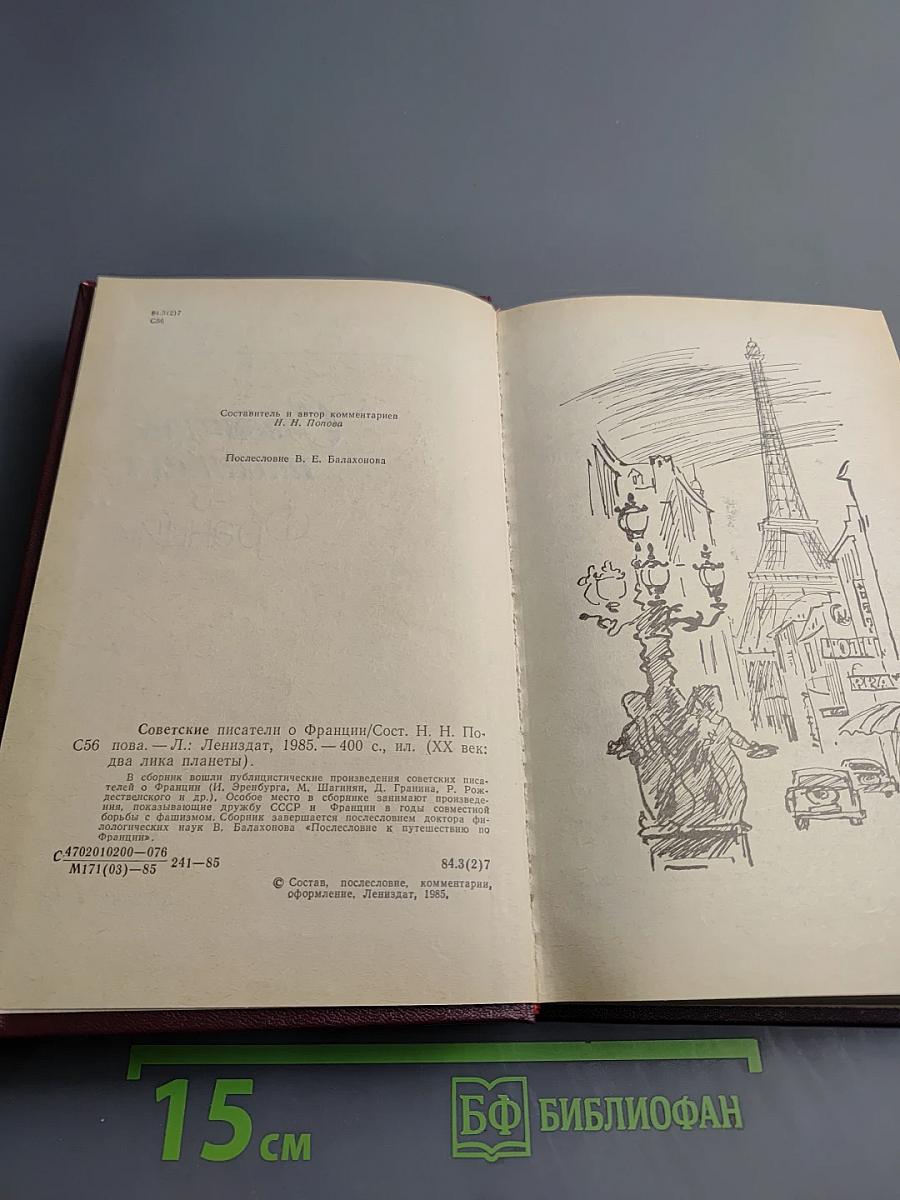 84.3(2)7
С56
Составитель и автор комментариев
Н. Н. Попова
Послесловие В. Е. Балахонова
Советские писатели о Франции/Сост. Н. Н. По-
С56 пова. — Л.: Лениздат, 1985. — 400 с., ил. (XX век:
два лика планеты).
В сборник вошли публицистические произведения советских писа-
телей о Франции (И. Эренбурга, М. Шагинян, Д. Гранина, Р. Рож-
дественского и др.), Особое место в сборнике занимают произведе-
ния, показывающие дружбу СССР и Франции в годы совместной
борьбы с фашизмом. Сборник завершается послесловием доктора фи-
лологических наук В. Балахонова «Послесловие к путешествию по
Франции».
С 4702010200—076
М171(03)—85 241—85
84.3(2)7
© Состав, послесловие, комментарии,
оформление, Лениздат, 1985.
15 см
БФ БИБЛИОФАН